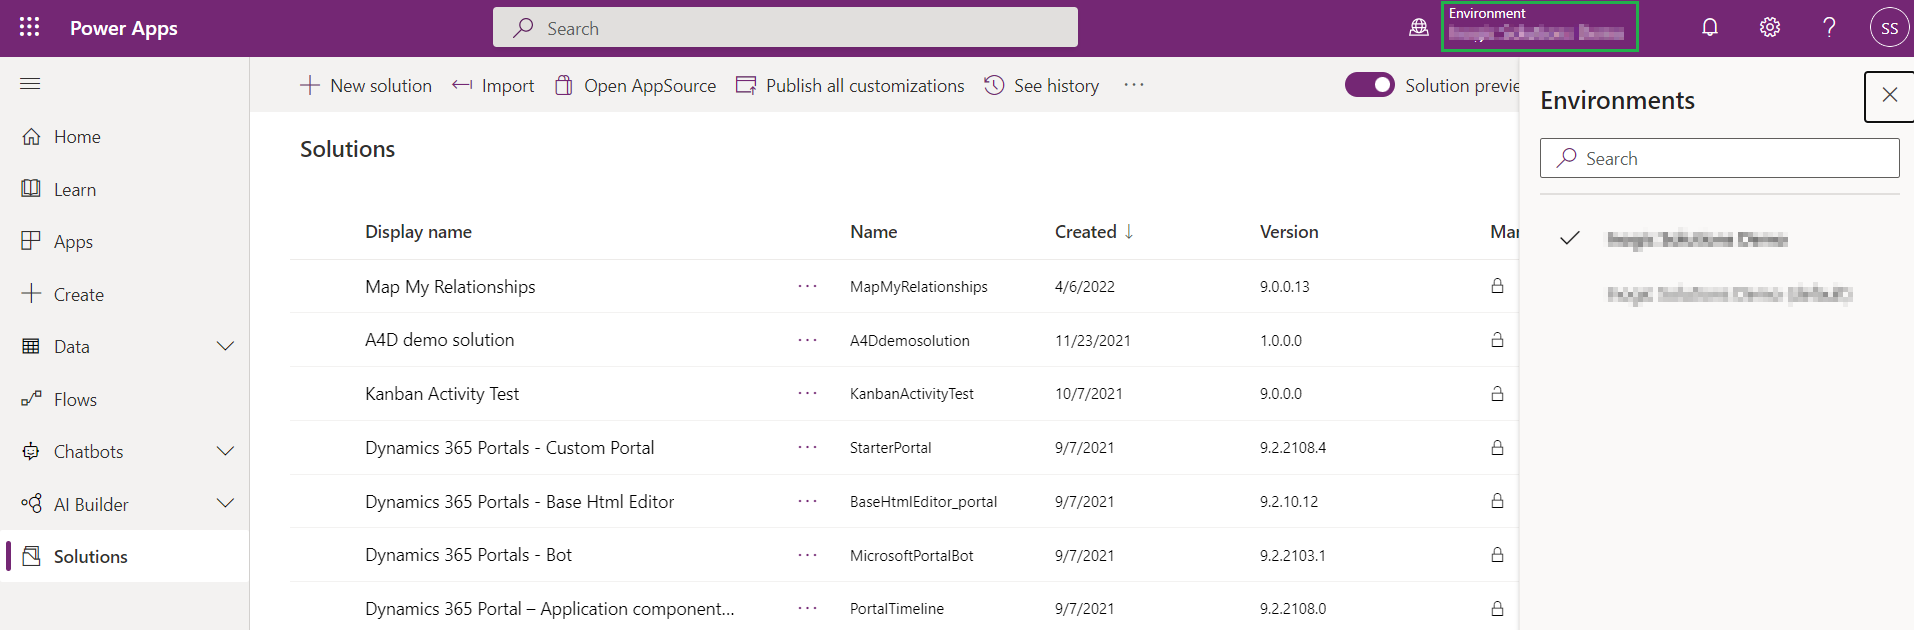 Power Apps
Search
Environment
SS
New solution
Import
Open AppSource
Publish all customizations
See history
Solution previe
Environments
Search
Home
Learn
Apps
Create
Data
Flows
Chatbots
AI Builder
Solutions
Solutions
Display name Name Created Version Mar
Map My Relationships MapMyRelationships 4/6/2022 9.0.0.13
A4D demo solution A4Ddemosolution 11/23/2021 1.0.0.0
Kanban Activity Test KanbanActivityTest 10/7/2021 9.0.0.0
Dynamics 365 Portals - Custom Portal StarterPortal 9/7/2021 9.2.2108.4
Dynamics 365 Portals - Base Html Editor BaseHtmlEditor_portal 9/7/2021 9.2.10.12
Dynamics 365 Portals - Bot MicrosoftPortalBot 9/7/2021 9.2.2103.1
Dynamics 365 Portal – Application component... PortalTimeline 9/7/2021 9.2.2108.0